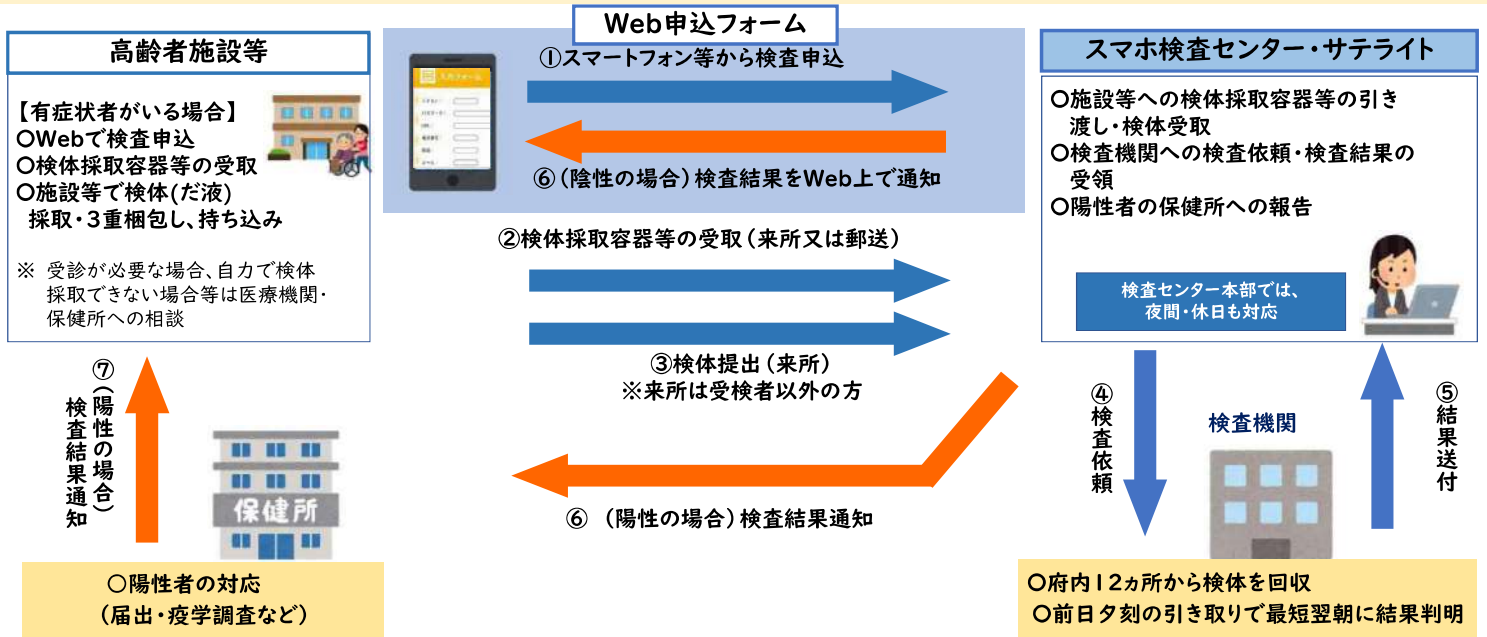 Web申込フォーム
高齢者施設等
【有症状者がいる場合】
○Webで検査申込
○検体採取容器等の受取
○施設等で検体(だ液)
採取・3重梱包し、持ち込み
※ 受診が必要な場合、自力で検体
採取できない場合等は医療機関・
保健所への相談
入力フォーム
①スマートフォン等から検査申込
⑥(陰性の場合)検査結果をWeb上で通知
②検体採取容器等の受取(来所又は郵送)
③検体提出(来所)
※来所は受検者以外の方
⑥ (陽性の場合)検査結果通知
スマホ検査センター・サテライト
○施設等への検体採取容器等の引き
渡し・検体受取
○検査機関への検査依頼・検査結果の
受領
○陽性者の保健所への報告
検査センター本部では、
夜間・休日も対応
④検査依頼
検査機関
⑤結果送付
○府内12ヵ所から検体を回収
○前日夕刻の引き取りで最短翌朝に結果判明
⑦(陽性の場合)
検査結果通知
保健所
○陽性者の対応
(届出・疫学調査など)